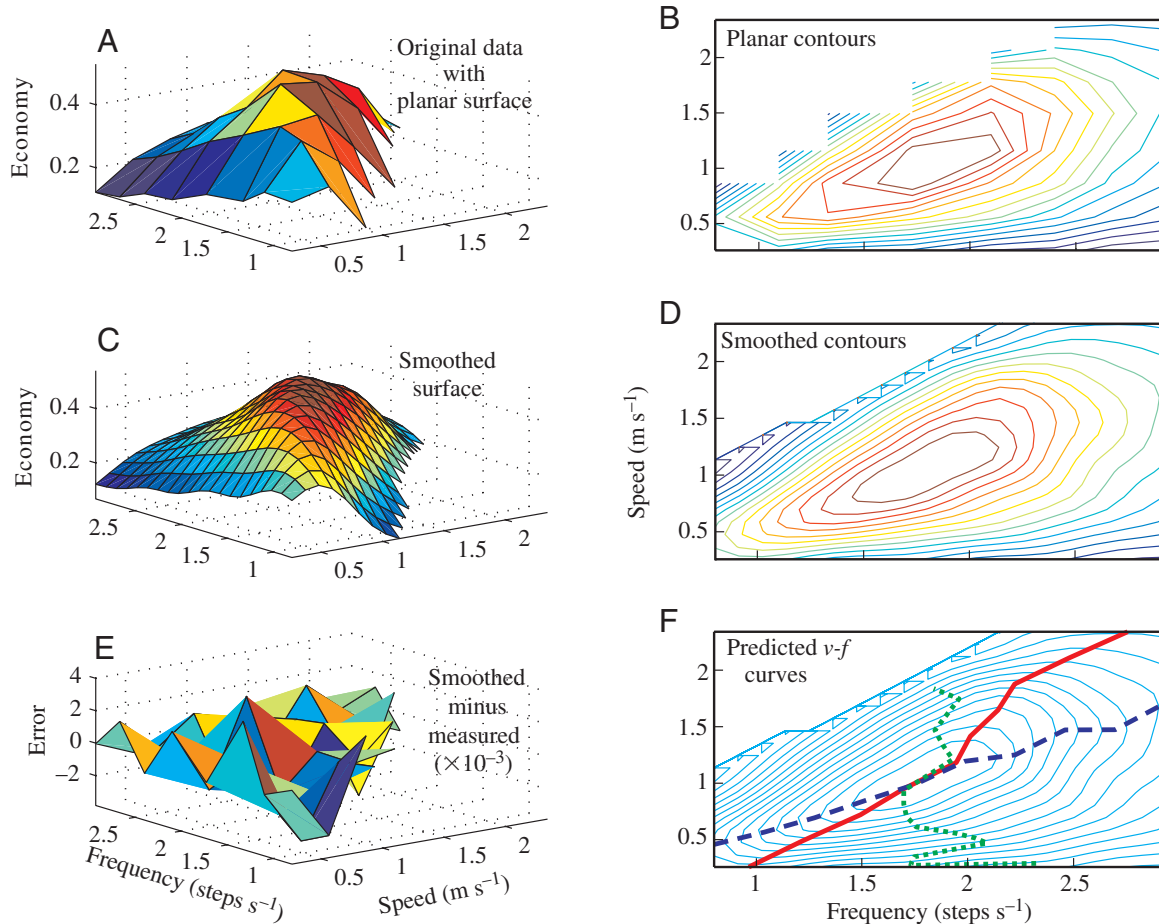 A
Original data
with
planar surface
Economy
0.4
0.2
2.5
2
1.5
1
0.5
1
1.5
2
B
Planar contours
2
1.5
1
0.5
C
Smoothed
surface
Economy
0.4
0.2
2.5
2
1.5
1
0.5
1
1.5
2
D
Smoothed contours
Speed (m s⁻¹)
2
1.5
1
0.5
E
Smoothed
minus
measured
(×10⁻³)
Error
4
2
0
−2
2.5
2
1.5
1
0.5
1
1.5
2
Frequency (steps s⁻¹)
Speed (m s⁻¹)
F
Predicted v-f
curves
2
1.5
1
0.5
1
1.5
2
2.5
Frequency (steps s⁻¹)